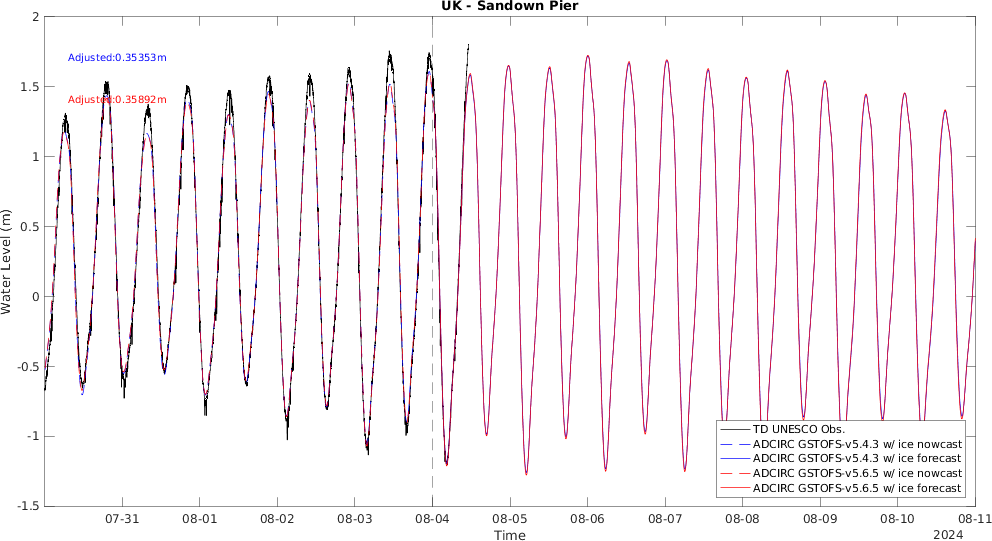 UK - Sandown Pier
2
1.5
1
0.5
0
-0.5
-1
-1.5
Water Level (m)
Adjusted:0.35353m
Adjusted:0.35892m
TD UNESCO Obs.
ADCIRC GSTOFS-v5.4.3 w/ ice nowcast
ADCIRC GSTOFS-v5.4.3 w/ ice forecast
ADCIRC GSTOFS-v5.6.5 w/ ice nowcast
ADCIRC GSTOFS-v5.6.5 w/ ice forecast
07-31 08-01 08-02 08-03 08-04 08-05 08-06 08-07 08-08 08-09 08-10 08-11
Time
2024